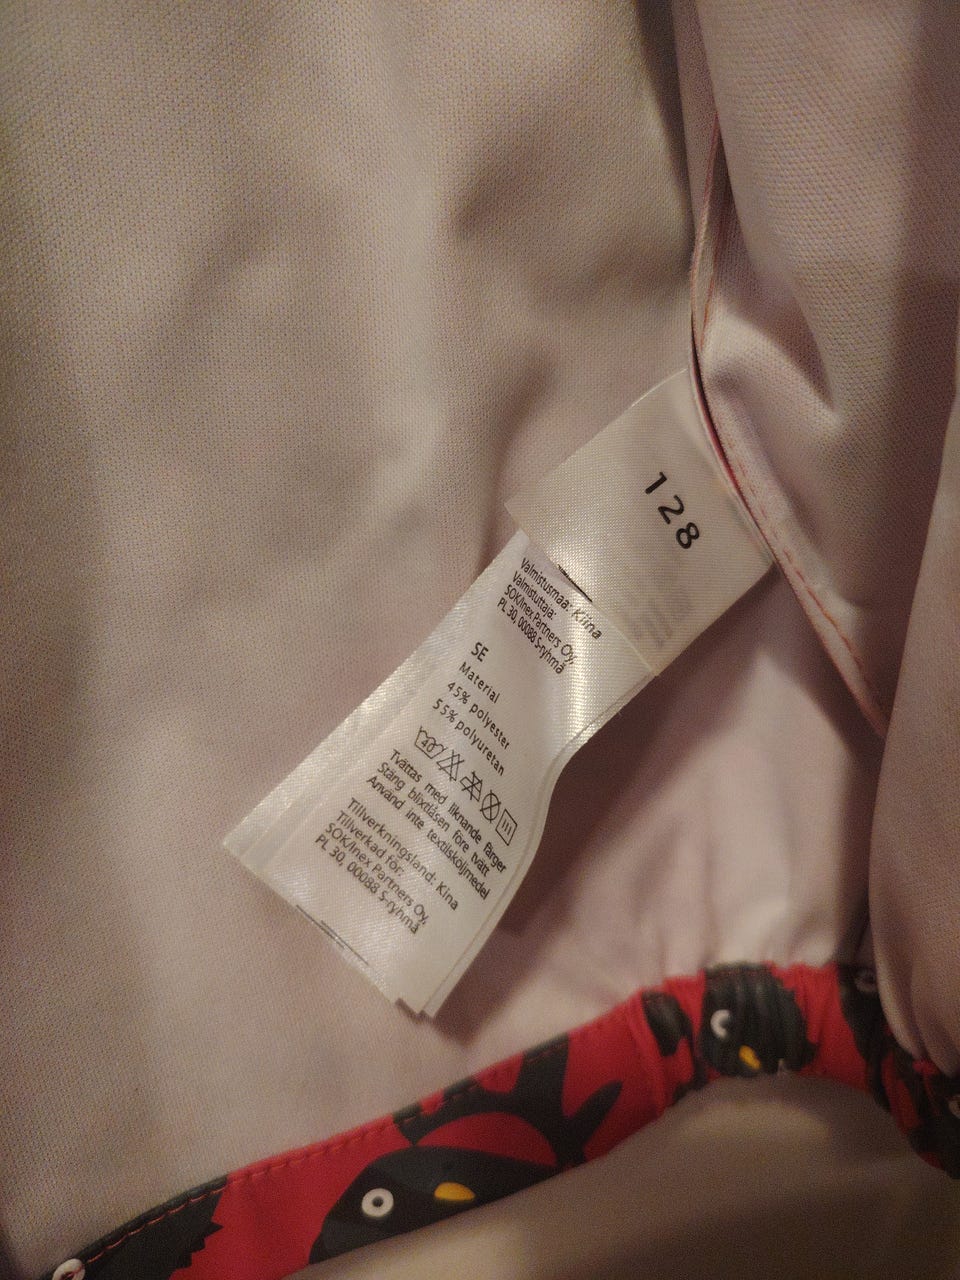 128
Valmistusmaa: Kiina
Valmistuttaja:
SOK/Inex Partners Oy,
PL 30, 00088 S-ryhmä
SE
Material
45% polyester
55% polyuretan
40
Tvättas med liknande färger
Stäng blixtlåsen före tvätt
Använd inte textilsköljmedel
Tillverkningsland: Kina
Tillverkad för:
SOK/Inex Partners Oy,
PL 30, 00088 S-ryhmä